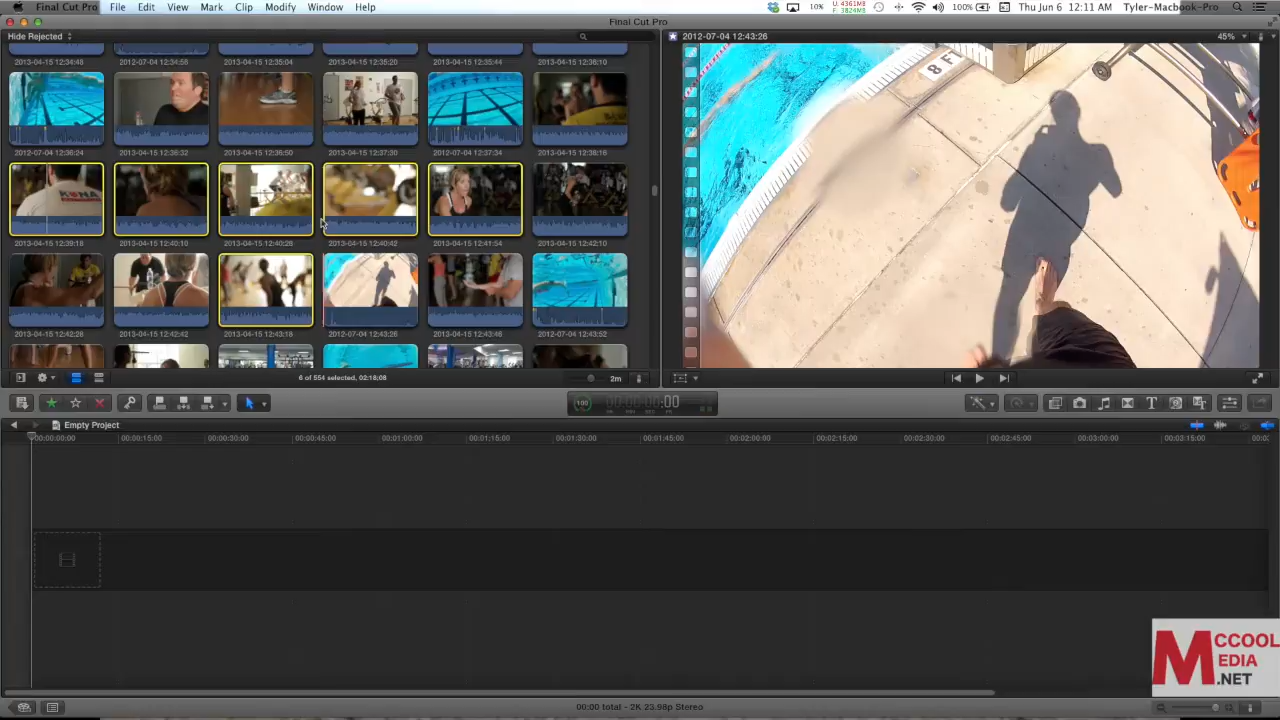 Final Cut Pro File Edit View Mark Clip Modify Window Help
10% U: 4361MB F: 3824MB 100% Thu Jun 6 12:11 AM Tyler-Macbook-Pro
Final Cut Pro
Hide Rejected
2012-07-04 12:43:26 45%
2013-04-15 12:34:48 2013-04-15 12:34:58 2013-04-15 12:35:04 2013-04-15 12:35:20 2013-04-15 12:35:44 2013-04-15 12:36:10
2012-07-04 12:36:24 2013-04-15 12:36:32 2013-04-15 12:36:50 2013-04-15 12:37:30 2012-07-04 12:37:34 2013-04-15 12:38:16
KONA
2013-04-15 12:39:18 2013-04-15 12:40:10 2013-04-15 12:40:28 2013-04-15 12:40:42 2013-04-15 12:41:54 2013-04-15 12:42:10
2013-04-15 12:42:28 2013-04-15 12:42:42 2013-04-15 12:43:18 2012-07-04 12:43:26 2013-04-15 12:43:46 2012-07-04 12:43:52
8 F
6 of 554 selected, 02:18;08 2m
100
Empty Project
00:00:00:00 00:00:15:00 00:00:30:00 00:00:45:00 00:01:00:00 00:01:15:00 00:01:30:00 00:01:45:00 00:02:00:00 00:02:15:00 00:02:30:00 00:02:45:00 00:03:00:00 00:03:15:00
MCCOOL
MEDIA
.NET
00:00 total - 2K 23.98p Stereo